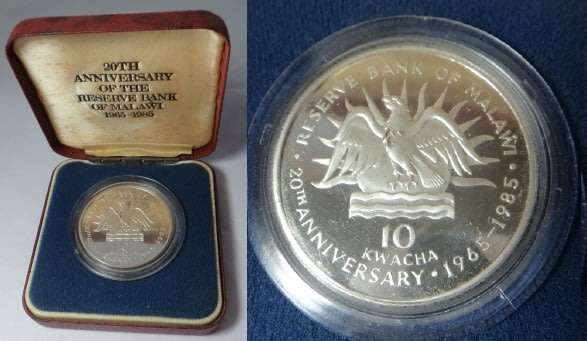 20TH
ANNIVERSARY
OF THE
RESERVE BANK
OF MALAWI
1965-1985
RESERVE BANK OF MALAWI
20TH ANNIVERSARY · 1965-1985
10
KWACHA